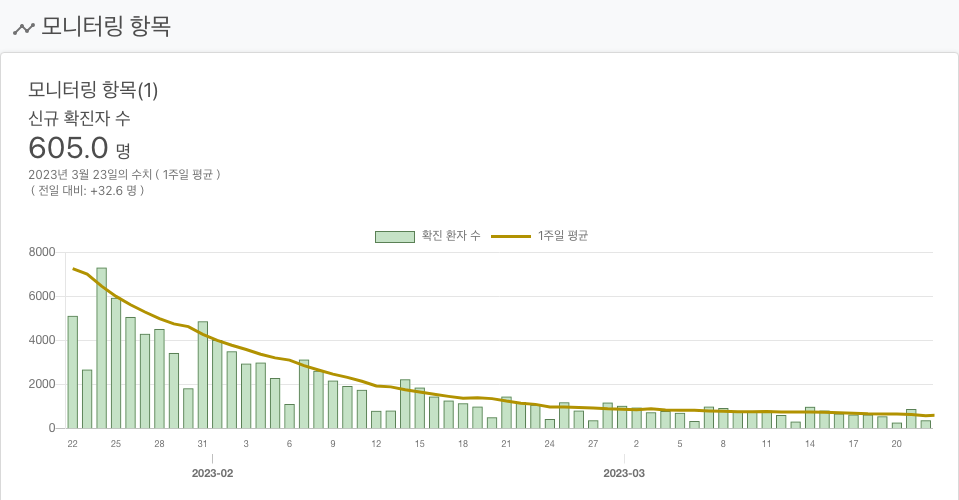 모니터링 항목
모니터링 항목(1)
신규 확진자 수
605.0 명
2023년 3월 23일의 수치 ( 1주일 평균 )
( 전일 대비: +32.6 명 )
확진 환자 수 1주일 평균
8000
6000
4000
2000
0
22 25 28 31 3 6 9 12 15 18 21 24 27 2 5 8 11 14 17 20
2023-02 2023-03